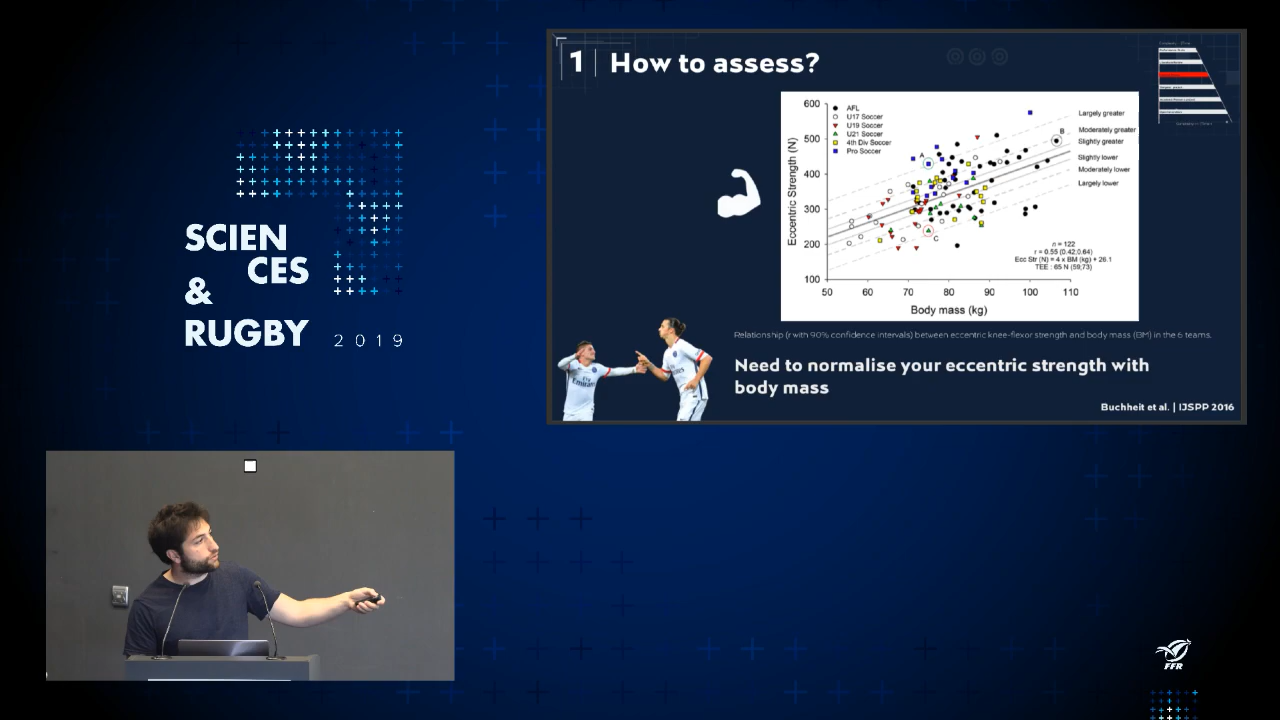 SCIEN
CES
&
RUGBY 2019
1 How to assess?
600
500
400
300
200
100
Eccentric Strength (N)
AFL
U17 Soccer
U19 Soccer
U21 Soccer
4th Div Soccer
Pro Soccer
A
B
Largely greater
Moderately greater
Slightly greater
Slightly lower
Moderately lower
Largely lower
n = 122
r = 0.55 (0.42;0.64)
Ecc Str (N) = 4 x BM (kg) + 26.1
TEE : 65 N (59;73)
50 60 70 80 90 100 110
Body mass (kg)
Relationship (r with 90% confidence intervals) between eccentric knee-flexor strength and body mass (BM) in the 6 teams.
Need to normalise your eccentric strength with
body mass
Buchheit et al. | IJSPP 2016
FFR